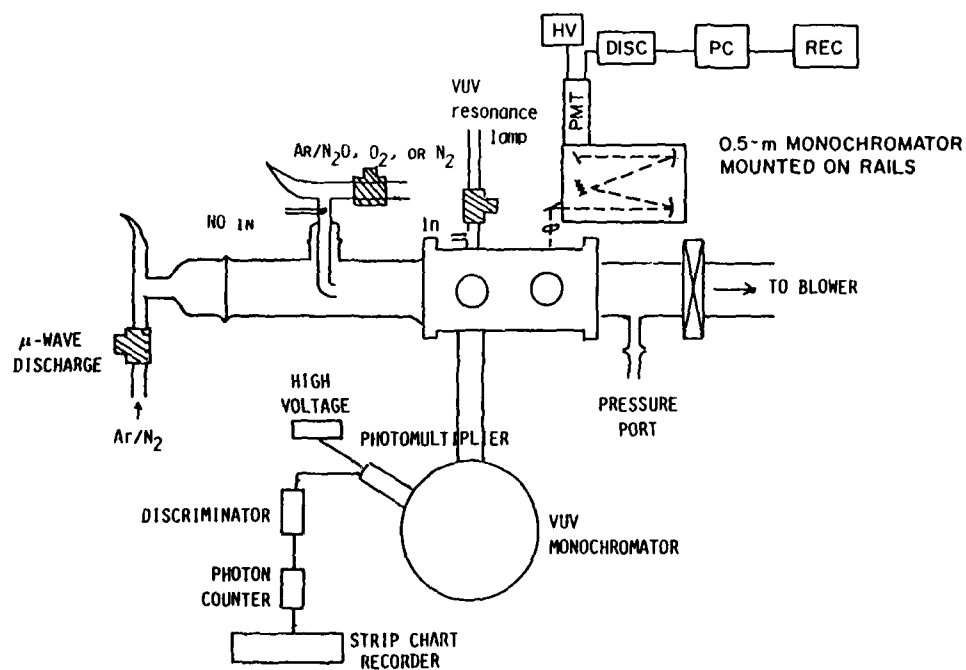 HV
DISC
PC
REC
PMT
VUV
resonance
lamp
0.5-m MONOCHROMATOR
MOUNTED ON RAILS
Ar/N2O, O2, OR N2
NO IN
In
TO BLOWER
μ-WAVE
DISCHARGE
Ar/N2
PRESSURE
PORT
HIGH
VOLTAGE
PHOTOMULTIPLIER
DISCRIMINATOR
VUV
MONOCHROMATOR
PHOTON
COUNTER
STRIP CHART
RECORDER